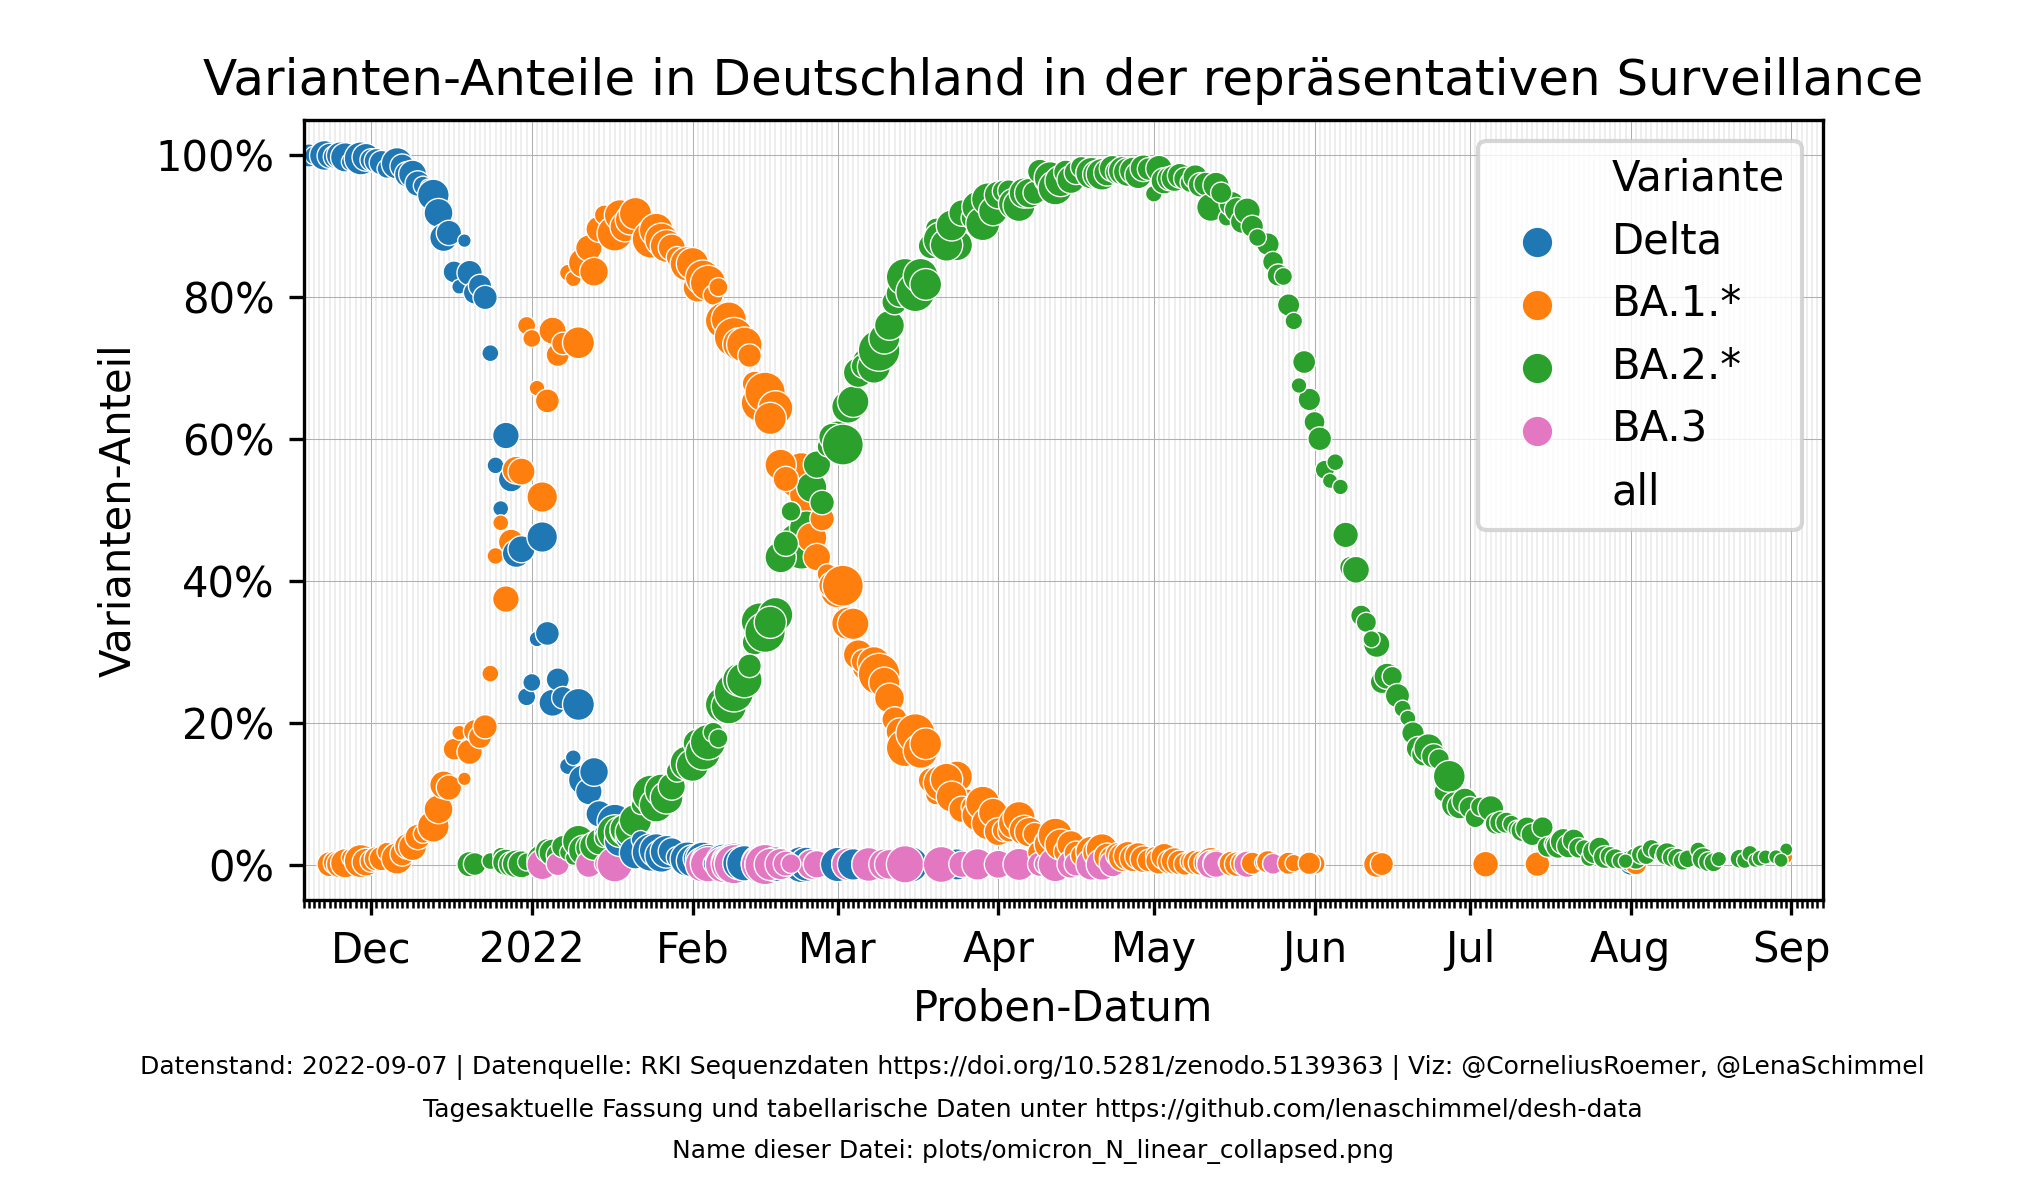 Varianten-Anteile in Deutschland in der repräsentativen Surveillance
100%
80%
60%
40%
20%
0%
Varianten-Anteil
Variante
Delta
BA.1.*
BA.2.*
BA.3
all
Dec 2022 Feb Mar Apr May Jun Jul Aug Sep
Proben-Datum
Datenstand: 2022-09-07 | Datenquelle: RKI Sequenzdaten https://doi.org/10.5281/zenodo.5139363 | Viz: @CorneliusRoemer, @LenaSchimmel
Tagesaktuelle Fassung und tabellarische Daten unter https://github.com/lenaschimmel/desh-data
Name dieser Datei: plots/omicron_N_linear_collapsed.png